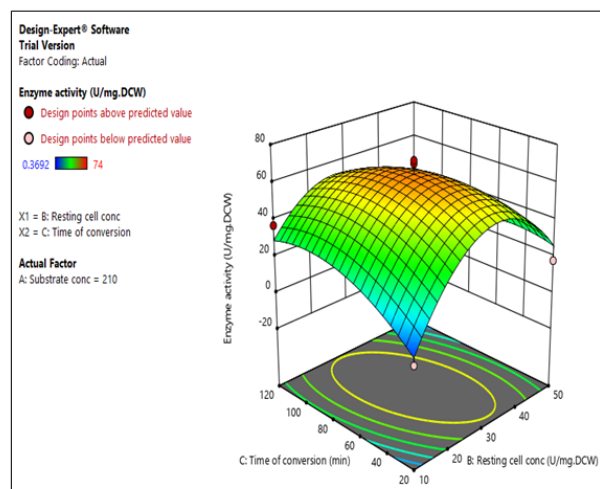 Design-Expert® Software
Trial Version
Factor Coding: Actual
Enzyme activity (U/mg.DCW)
Design points above predicted value
Design points below predicted value
0.3692 74
X1 = B: Resting cell conc
X2 = C: Time of conversion
Actual Factor
A: Substrate conc = 210
Enzyme activity (U/mg.DCW)
80
60
40
20
0
-20
120
100
80
60
40
20
C: Time of conversion (min)
10
20
30
40
50
B: Resting cell conc (U/mg.DCW)